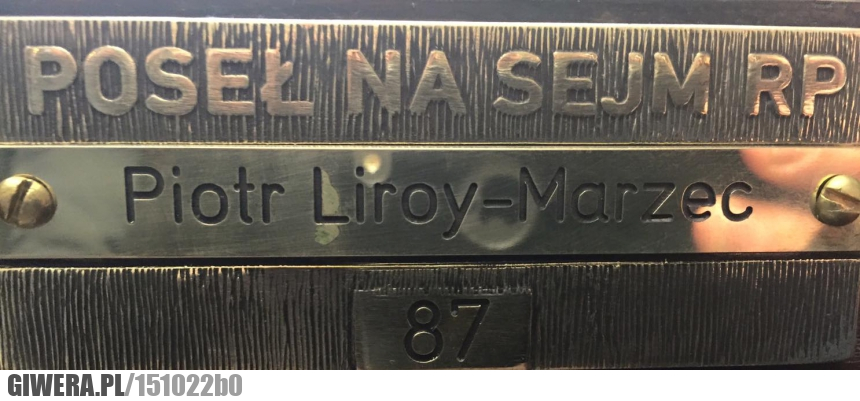 POSEŁ NA SEJM RP
Piotr Liroy-Marzec
87
GIWERA.PL/151022b0